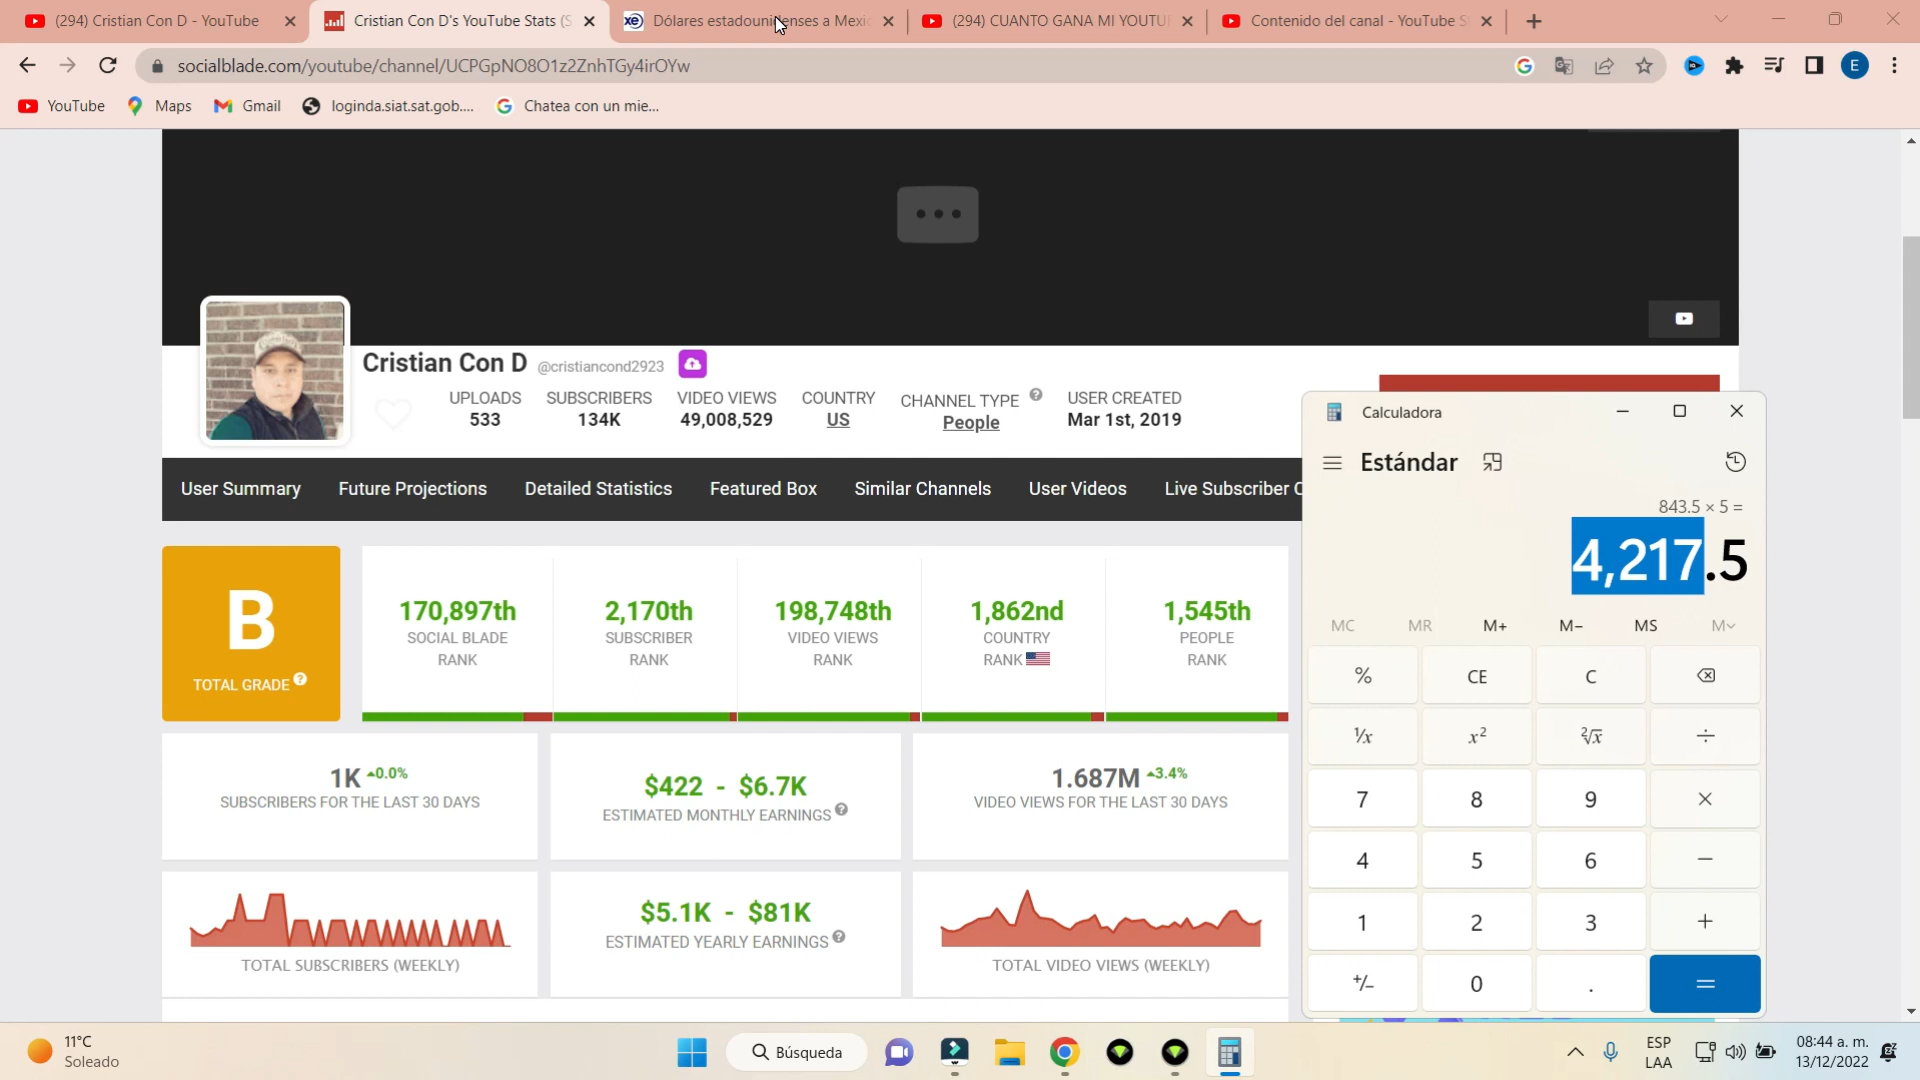 (294) Cristian Con D - YouTube
Cristian Con D's YouTube Stats (S
Dólares estadounidenses a Mexic
(294) CUANTO GANA MI YOUTU
Contenido del canal - YouTube S
socialblade.com/youtube/channel/UCPGpNO8O1z2ZnhTGy4irOYw
E
YouTube
Maps
Gmail
loginda.siat.sat.gob....
Chatea con un mie...
Cristian Con D @cristiancond2923
UPLOADS
533
SUBSCRIBERS
134K
VIDEO VIEWS
49,008,529
COUNTRY
US
CHANNEL TYPE
People
USER CREATED
Mar 1st, 2019
User Summary
Future Projections
Detailed Statistics
Featured Box
Similar Channels
User Videos
Live Subscriber C
B
TOTAL GRADE
170,897th
SOCIAL BLADE
RANK
2,170th
SUBSCRIBER
RANK
198,748th
VIDEO VIEWS
RANK
1,862nd
COUNTRY
RANK
1,545th
PEOPLE
RANK
1K 0.0%
SUBSCRIBERS FOR THE LAST 30 DAYS
$422 - $6.7K
ESTIMATED MONTHLY EARNINGS
1.687M 3.4%
VIDEO VIEWS FOR THE LAST 30 DAYS
TOTAL SUBSCRIBERS (WEEKLY)
$5.1K - $81K
ESTIMATED YEARLY EARNINGS
TOTAL VIDEO VIEWS (WEEKLY)
Calculadora
Estándar
843.5 × 5 =
4,217.5
MC MR M+ M− MS M˅
% CE C
¹/x x² ²√x ÷
7 8 9 ×
4 5 6 −
1 2 3 +
+/− 0 . =
11°C
Soleado
Búsqueda
ESP
LAA
08:44 a. m.
13/12/2022